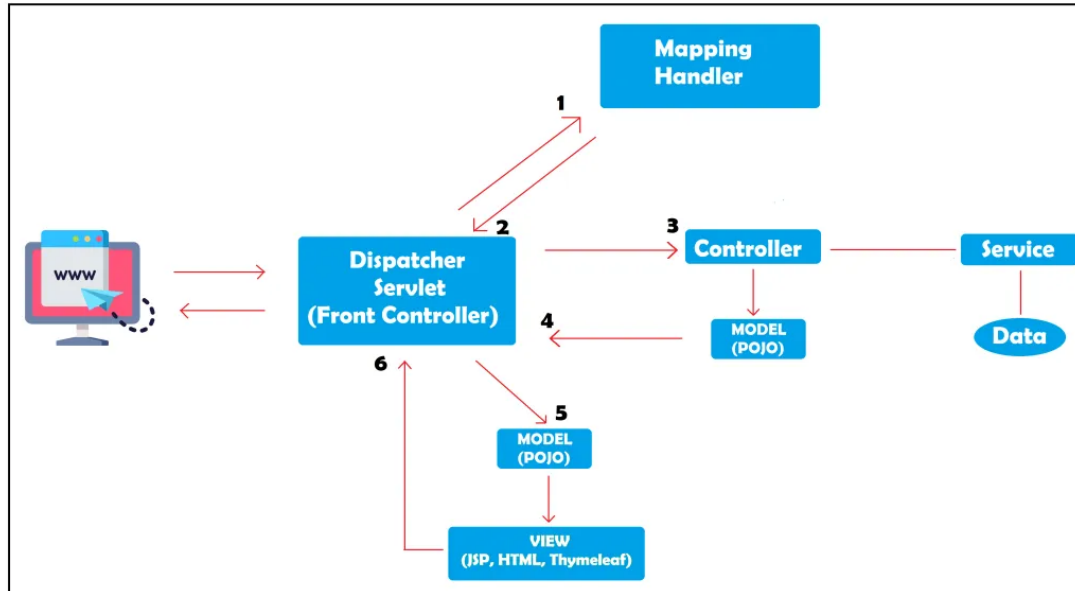 Mapping
Handler
1
2
3
Controller
Service
www
Dispatcher
Servlet
(Front Controller)
4
MODEL
(POJO)
Data
6
5
MODEL
(POJO)
VIEW
(JSP, HTML, Thymeleaf)